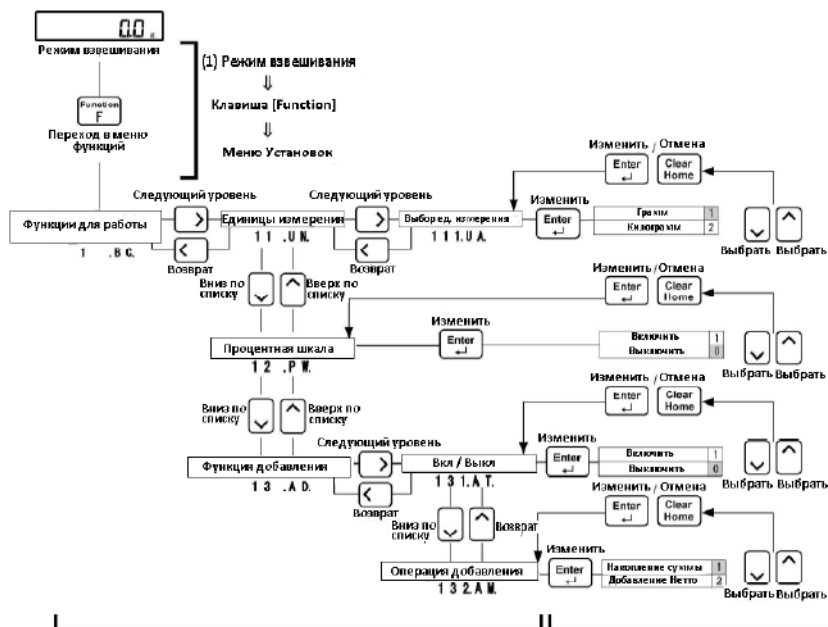 0.0
Режим взвешивания
(1) Режим взвешивания
⇓
Function
F
Клавиша [Function]
⇓
Переход в меню функций
Меню Установок
Изменить / Отмена
Enter Clear Home
Следующий уровень Следующий уровень
Изменить
Функции для работы > Единицы измерения > Выбор ед. измерения Enter Грамм 1
Килограмм 2
1 .B G. < 1 1 .U N. < 1 1 1.U A.
Возврат Возврат
Выбрать Выбрать
Вниз по списку Вверх по списку
Изменить /Отмена
Enter Clear Home
Изменить
Процентная шкала Enter Включить 1
Выключить 0
1 2 .P W.
Выбрать Выбрать
Вниз по списку Вверх по списку
Изменить / Отмена
Enter Clear Home
Следующий уровень
Изменить
Функция добавления > Вкл / Выкл Enter Включить 1
Выключить 0
1 3 .A D. < 1 3 1.A T.
Возврат
Выбрать Выбрать
Изменить / Отмена
Вниз по списку Возврат
Enter Clear Home
Изменить
Операция добавления Enter Накопление суммы 1
Добавление Нетто 2
1 3 2.A M.
Выбрать Выбрать